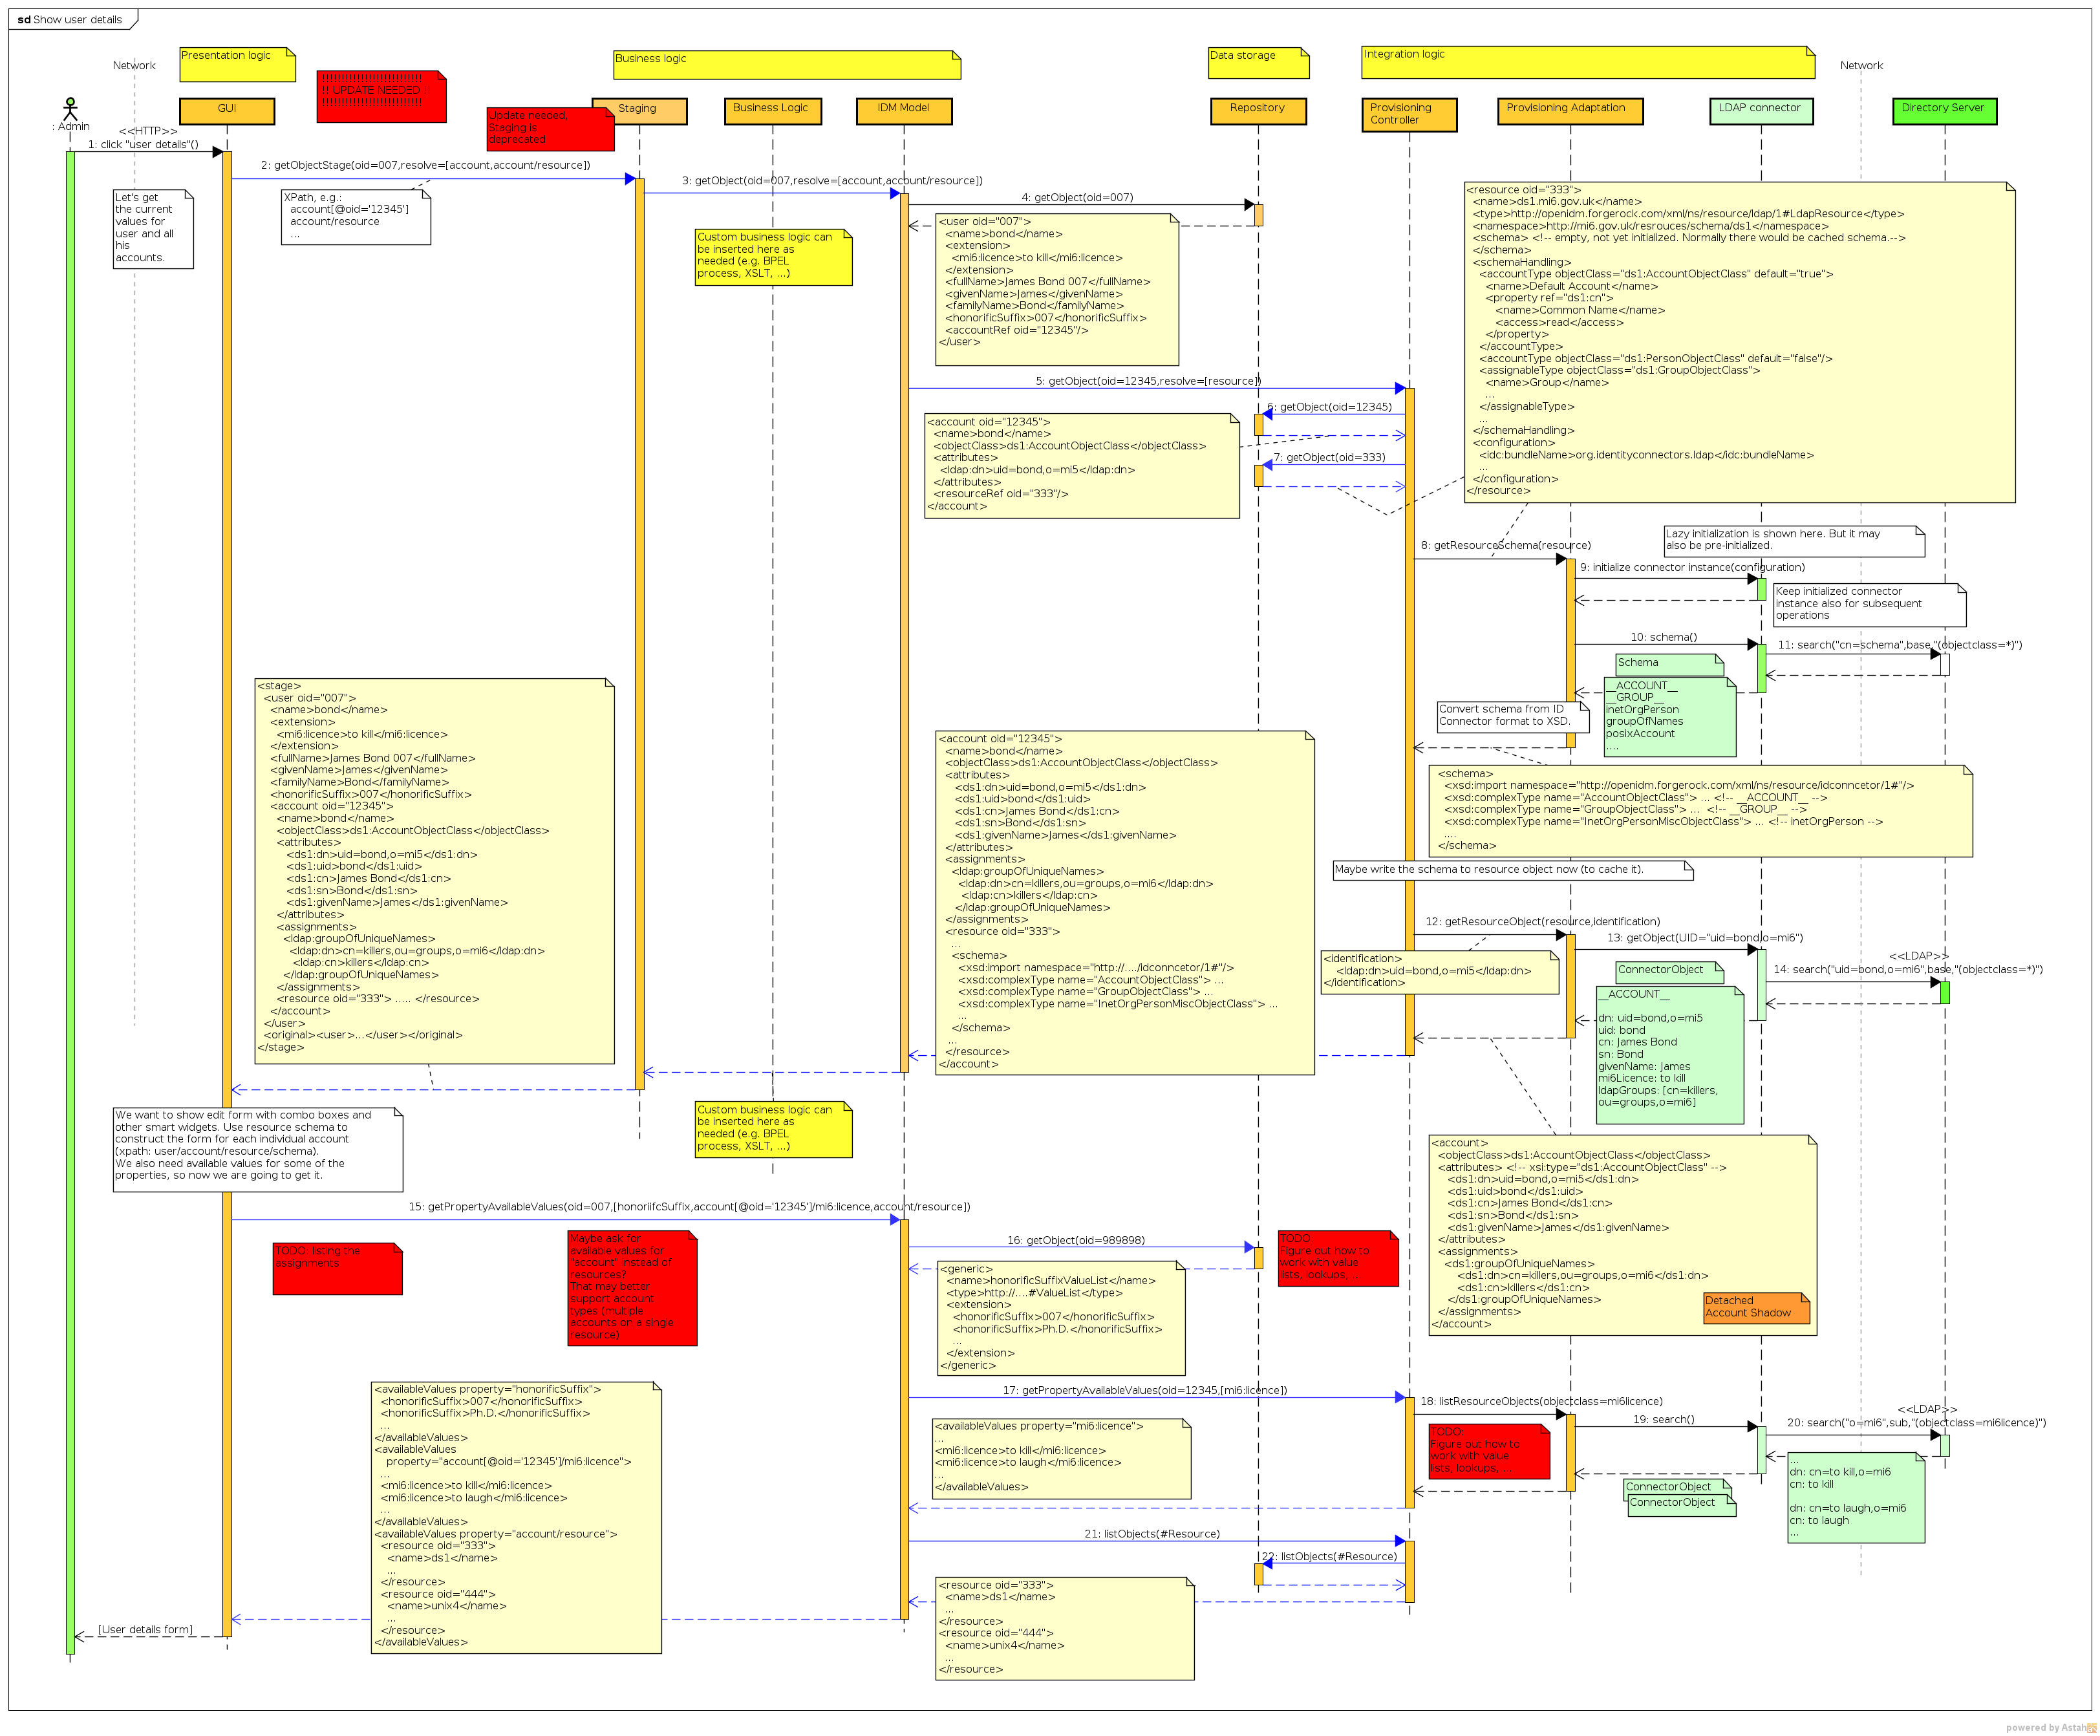 sd Show user details
Network
Presentation logic
!!!!!!!!!!!!!!!!!!!!!!!!!!
!! UPDATE NEEDED !!
!!!!!!!!!!!!!!!!!!!!!!!!!!
Business logic
Data storage
Integration logic
Network
: Admin
GUI
Update needed,
Staging is
deprecated
Staging
Business Logic
IDM Model
Repository
Provisioning
Controller
Provisioning Adaptation
LDAP connector
Directory Server
<<HTTP>>
1: click "user details"()
2: getObjectStage(oid=007,resolve=[account,account/resource])
3: getObject(oid=007,resolve=[account,account/resource])
4: getObject(oid=007)
Let's get
the current
values for
user and all
his
accounts.
XPath, e.g.:
account[@oid='12345']
account/resource
...
Custom business logic can
be inserted here as
needed (e.g. BPEL
process, XSLT, ...)
<user oid="007">
<name>bond</name>
<extension>
<mi6:licence>to kill</mi6:licence>
</extension>
<fullName>James Bond 007</fullName>
<givenName>James</givenName>
<familyName>Bond</familyName>
<honorificSuffix>007</honorificSuffix>
<accountRef oid="12345"/>
</user>
<resource oid="333">
<name>ds1.mi6.gov.uk</name>
<type>http://openidm.forgerock.com/xml/ns/resource/ldap/1#LdapResource</type>
<namespace>http://mi6.gov.uk/resrouces/schema/ds1</namespace>
<schema> <!-- empty, not yet initialized. Normally there would be cached schema.-->
</schema>
<schemaHandling>
<accountType objectClass="ds1:AccountObjectClass" default="true">
<name>Default Account</name>
<property ref="ds1:cn">
<name>Common Name</name>
<access>read</access>
</property>
</accountType>
<accountType objectClass="ds1:PersonObjectClass" default="false"/>
<assignableType objectClass="ds1:GroupObjectClass">
<name>Group</name>
...
</assignableType>
...
</schemaHandling>
<configuration>
<idc:bundleName>org.identityconnectors.ldap</idc:bundleName>
...
</configuration>
</resource>
5: getObject(oid=12345,resolve=[resource])
6: getObject(oid=12345)
<account oid="12345">
<name>bond</name>
<objectClass>ds1:AccountObjectClass</objectClass>
<attributes>
<ldap:dn>uid=bond,o=mi5</ldap:dn>
</attributes>
<resourceRef oid="333"/>
</account>
7: getObject(oid=333)
Lazy initialization is shown here. But it may
also be pre-initialized.
8: getResourceSchema(resource)
9: initialize connector instance(configuration)
Keep initialized connector
instance also for subsequent
operations
10: schema()
11: search("cn=schema",base,"(objectclass=*)")
Schema
__ACCOUNT__
__GROUP__
inetOrgPerson
groupOfNames
posixAccount
....
Convert schema from ID
Connector format to XSD.
<stage>
<user oid="007">
<name>bond</name>
<extension>
<mi6:licence>to kill</mi6:licence>
</extension>
<fullName>James Bond 007</fullName>
<givenName>James</givenName>
<familyName>Bond</familyName>
<honorificSuffix>007</honorificSuffix>
<account oid="12345">
<name>bond</name>
<objectClass>ds1:AccountObjectClass</objectClass>
<attributes>
<ds1:dn>uid=bond,o=mi5</ds1:dn>
<ds1:uid>bond</ds1:uid>
<ds1:cn>James Bond</ds1:cn>
<ds1:sn>Bond</ds1:sn>
<ds1:givenName>James</ds1:givenName>
</attributes>
<assignments>
<ldap:groupOfUniqueNames>
<ldap:dn>cn=killers,ou=groups,o=mi6</ldap:dn>
<ldap:cn>killers</ldap:cn>
</ldap:groupOfUniqueNames>
</assignments>
<resource oid="333"> ..... </resource>
</account>
</user>
<original><user>...</user></original>
</stage>
<account oid="12345">
<name>bond</name>
<objectClass>ds1:AccountObjectClass</objectClass>
<attributes>
<ds1:dn>uid=bond,o=mi5</ds1:dn>
<ds1:uid>bond</ds1:uid>
<ds1:cn>James Bond</ds1:cn>
<ds1:sn>Bond</ds1:sn>
<ds1:givenName>James</ds1:givenName>
</attributes>
<assignments>
<ldap:groupOfUniqueNames>
<ldap:dn>cn=killers,ou=groups,o=mi6</ldap:dn>
<ldap:cn>killers</ldap:cn>
</ldap:groupOfUniqueNames>
</assignments>
<resource oid="333">
...
<schema>
<xsd:import namespace="http://..../idconncetor/1#"/>
<xsd:complexType name="AccountObjectClass"> ...
<xsd:complexType name="GroupObjectClass"> ...
<xsd:complexType name="InetOrgPersonMiscObjectClass"> ...
...
</schema>
...
</resource>
</account>
<schema>
<xsd:import namespace="http://openidm.forgerock.com/xml/ns/resource/idconncetor/1#"/>
<xsd:complexType name="AccountObjectClass"> ... <!-- __ACCOUNT__ -->
<xsd:complexType name="GroupObjectClass"> ... <!-- __GROUP__ -->
<xsd:complexType name="InetOrgPersonMiscObjectClass"> ... <!-- inetOrgPerson -->
....
</schema>
Maybe write the schema to resource object now (to cache it).
12: getResourceObject(resource,identification)
13: getObject(UID="uid=bond,o=mi6")
<<LDAP>>
14: search("uid=bond,o=mi6",base,"(objectclass=*)")
<identification>
<ldap:dn>uid=bond,o=mi5</ldap:dn>
</identification>
ConnectorObject
__ACCOUNT__
dn: uid=bond,o=mi5
uid: bond
cn: James Bond
sn: Bond
givenName: James
mi6Licence: to kill
ldapGroups: [cn=killers,
ou=groups,o=mi6]
We want to show edit form with combo boxes and
other smart widgets. Use resource schema to
construct the form for each individual account
(xpath: user/account/resource/schema).
We also need available values for some of the
properties, so now we are going to get it.
Custom business logic can
be inserted here as
needed (e.g. BPEL
process, XSLT, ...)
<account>
<objectClass>ds1:AccountObjectClass</objectClass>
<attributes> <!-- xsi:type="ds1:AccountObjectClass" -->
<ds1:dn>uid=bond,o=mi5</ds1:dn>
<ds1:uid>bond</ds1:uid>
<ds1:cn>James Bond</ds1:cn>
<ds1:sn>Bond</ds1:sn>
<ds1:givenName>James</ds1:givenName>
</attributes>
<assignments>
<ds1:groupOfUniqueNames>
<ds1:dn>cn=killers,ou=groups,o=mi6</ds1:dn>
<ds1:cn>killers</ds1:cn>
</ds1:groupOfUniqueNames>
</assignments>
</account>
Detached
Account Shadow
15: getPropertyAvailableValues(oid=007,[honoriifcSuffix,account[@oid='12345']/mi6:licence,account/resource])
TODO: listing the
assignments
Maybe ask for
available values for
"account" instead of
resources?
That may better
support account
types (multiple
accounts on a single
resource)
16: getObject(oid=989898)
TODO:
Figure out how to
work with value
lists, lookups, ...
<generic>
<name>honorificSuffixValueList</name>
<type>http://....#ValueList</type>
<extension>
<honorificSuffix>007</honorificSuffix>
<honorificSuffix>Ph.D.</honorificSuffix>
...
</extension>
</generic>
17: getPropertyAvailableValues(oid=12345,[mi6:licence])
18: listResourceObjects(objectclass=mi6licence)
19: search()
<<LDAP>>
20: search("o=mi6",sub,"(objectclass=mi6licence)")
<availableValues property="honorificSuffix">
<honorificSuffix>007</honorificSuffix>
<honorificSuffix>Ph.D.</honorificSuffix>
...
</availableValues>
<availableValues
property="account[@oid='12345']/mi6:licence">
...
<mi6:licence>to kill</mi6:licence>
<mi6:licence>to laugh</mi6:licence>
...
</availableValues>
<availableValues property="account/resource">
<resource oid="333">
<name>ds1</name>
...
</resource>
<resource oid="444">
<name>unix4</name>
...
</resource>
</availableValues>
<availableValues property="mi6:licence">
...
<mi6:licence>to kill</mi6:licence>
<mi6:licence>to laugh</mi6:licence>
...
</availableValues>
TODO:
Figure out how to
work with value
lists, lookups, ...
...
dn: cn=to kill,o=mi6
cn: to kill
dn: cn=to laugh,o=mi6
cn: to laugh
...
ConnectorObject
ConnectorObject
21: listObjects(#Resource)
22: listObjects(#Resource)
<resource oid="333">
<name>ds1</name>
...
</resource>
<resource oid="444">
<name>unix4</name>
...
</resource>
[User details form]
powered by Astah